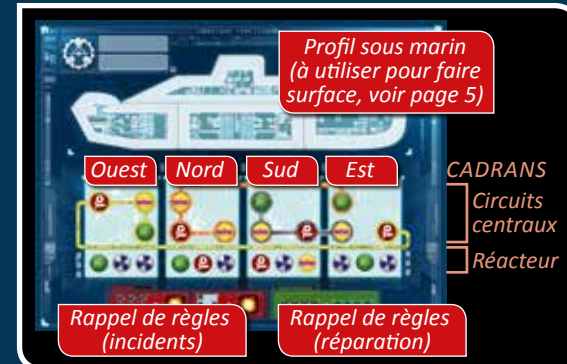 Profil sous marin
(à utiliser pour faire
surface, voir page 5)
Ouest Nord Sud Est CADRANS
Circuits
centraux
Réacteur
Rappel de règles
(incidents)
Rappel de règles
(réparation)